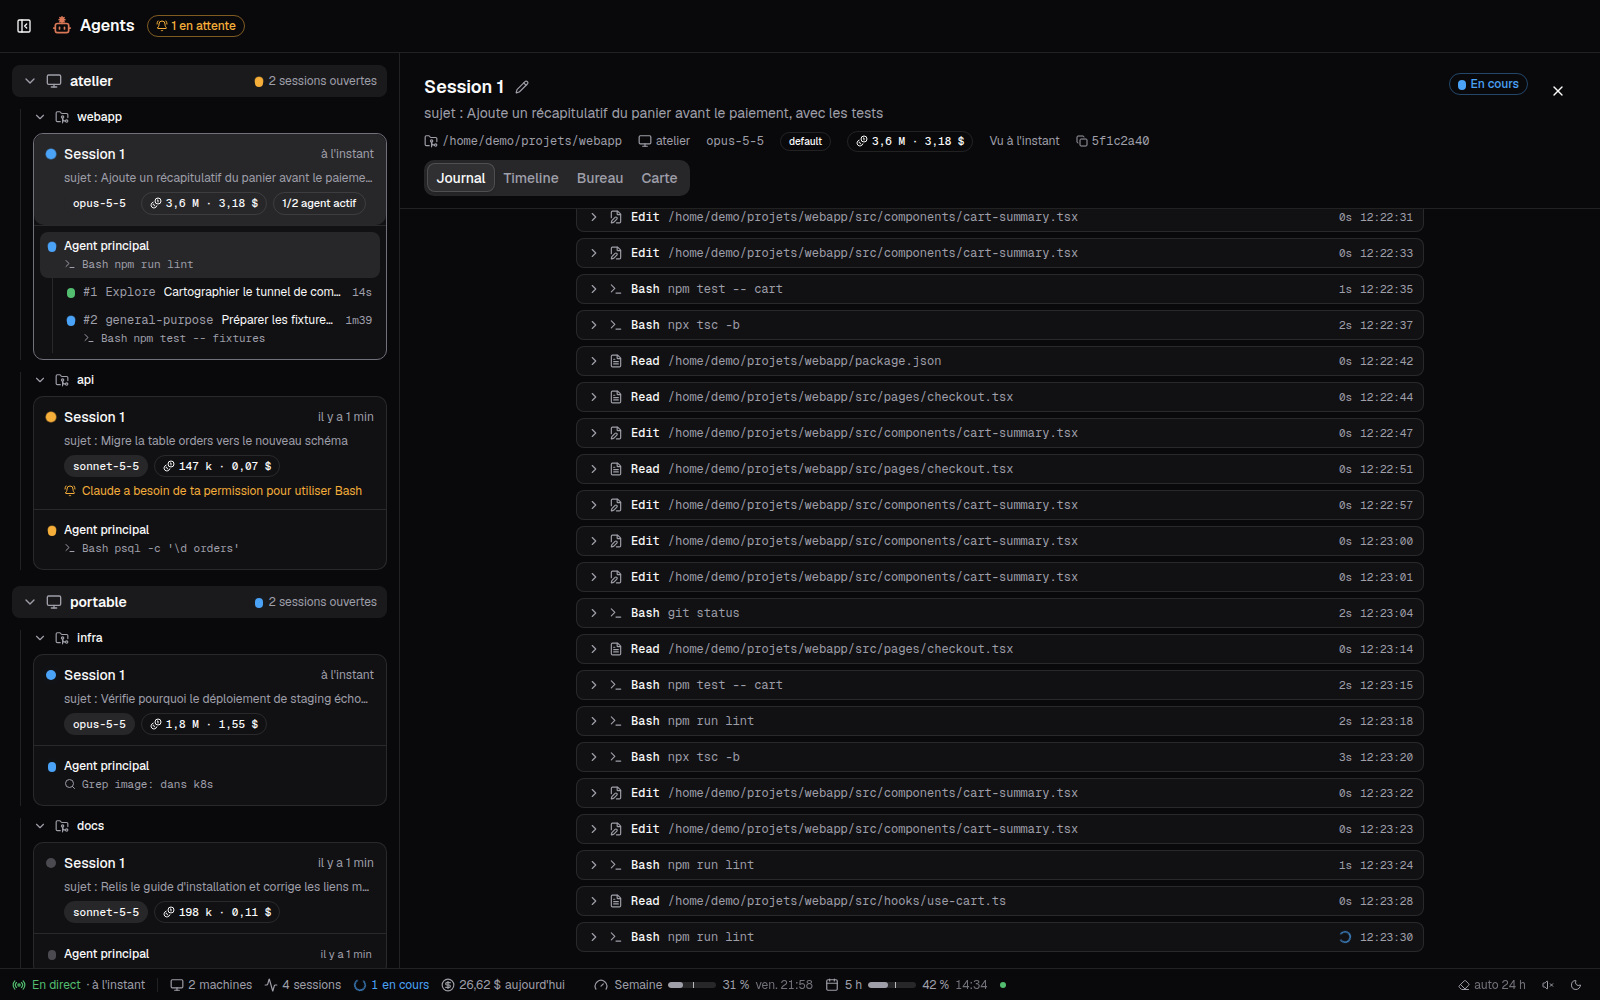 Agents
1 en attente
atelier
2 sessions ouvertes
webapp
Session 1
à l'instant
sujet : Ajoute un récapitulatif du panier avant le paieme...
opus-5-5
3,6 M · 3,18 $
1/2 agent actif
Agent principal
Bash npm run lint
#1 Explore Cartographier le tunnel de com... 14s
#2 general-purpose Préparer les fixture... 1m39
Bash npm test -- fixtures
api
Session 1
il y a 1 min
sujet : Migre la table orders vers le nouveau schéma
sonnet-5-5
147 k · 0,07 $
Claude a besoin de ta permission pour utiliser Bash
Agent principal
Bash psql -c '\d orders'
portable
2 sessions ouvertes
infra
Session 1
à l'instant
sujet : Vérifie pourquoi le déploiement de staging écho...
opus-5-5
1,8 M · 1,55 $
Agent principal
Grep image: dans k8s
docs
Session 1
il y a 1 min
sujet : Relis le guide d'installation et corrige les liens m...
sonnet-5-5
198 k · 0,11 $
Agent principal
il y a 1 min
Session 1
En cours
sujet : Ajoute un récapitulatif du panier avant le paiement, avec les tests
/home/demo/projets/webapp
atelier
opus-5-5
default
3,6 M · 3,18 $
Vu à l'instant
5f1c2a40
Journal
Timeline
Bureau
Carte
Edit /home/demo/projets/webapp/src/components/cart-summary.tsx 0s 12:22:31
Edit /home/demo/projets/webapp/src/components/cart-summary.tsx 0s 12:22:33
Bash npm test -- cart 1s 12:22:35
Bash npx tsc -b 2s 12:22:37
Read /home/demo/projets/webapp/package.json 0s 12:22:42
Read /home/demo/projets/webapp/src/pages/checkout.tsx 0s 12:22:44
Edit /home/demo/projets/webapp/src/components/cart-summary.tsx 0s 12:22:47
Read /home/demo/projets/webapp/src/pages/checkout.tsx 0s 12:22:51
Edit /home/demo/projets/webapp/src/components/cart-summary.tsx 0s 12:22:57
Edit /home/demo/projets/webapp/src/components/cart-summary.tsx 0s 12:23:00
Edit /home/demo/projets/webapp/src/components/cart-summary.tsx 0s 12:23:01
Bash git status 2s 12:23:04
Read /home/demo/projets/webapp/src/pages/checkout.tsx 0s 12:23:14
Bash npm test -- cart 2s 12:23:15
Bash npm run lint 2s 12:23:18
Bash npx tsc -b 3s 12:23:20
Edit /home/demo/projets/webapp/src/components/cart-summary.tsx 0s 12:23:22
Edit /home/demo/projets/webapp/src/components/cart-summary.tsx 0s 12:23:23
Bash npm run lint 1s 12:23:24
Read /home/demo/projets/webapp/src/hooks/use-cart.ts 0s 12:23:28
Bash npm run lint 12:23:30
En direct · à l'instant
2 machines
4 sessions
1 en cours
26,62 $ aujourd'hui
Semaine 31 % ven. 21:58
5 h 42 % 14:34
auto 24 h